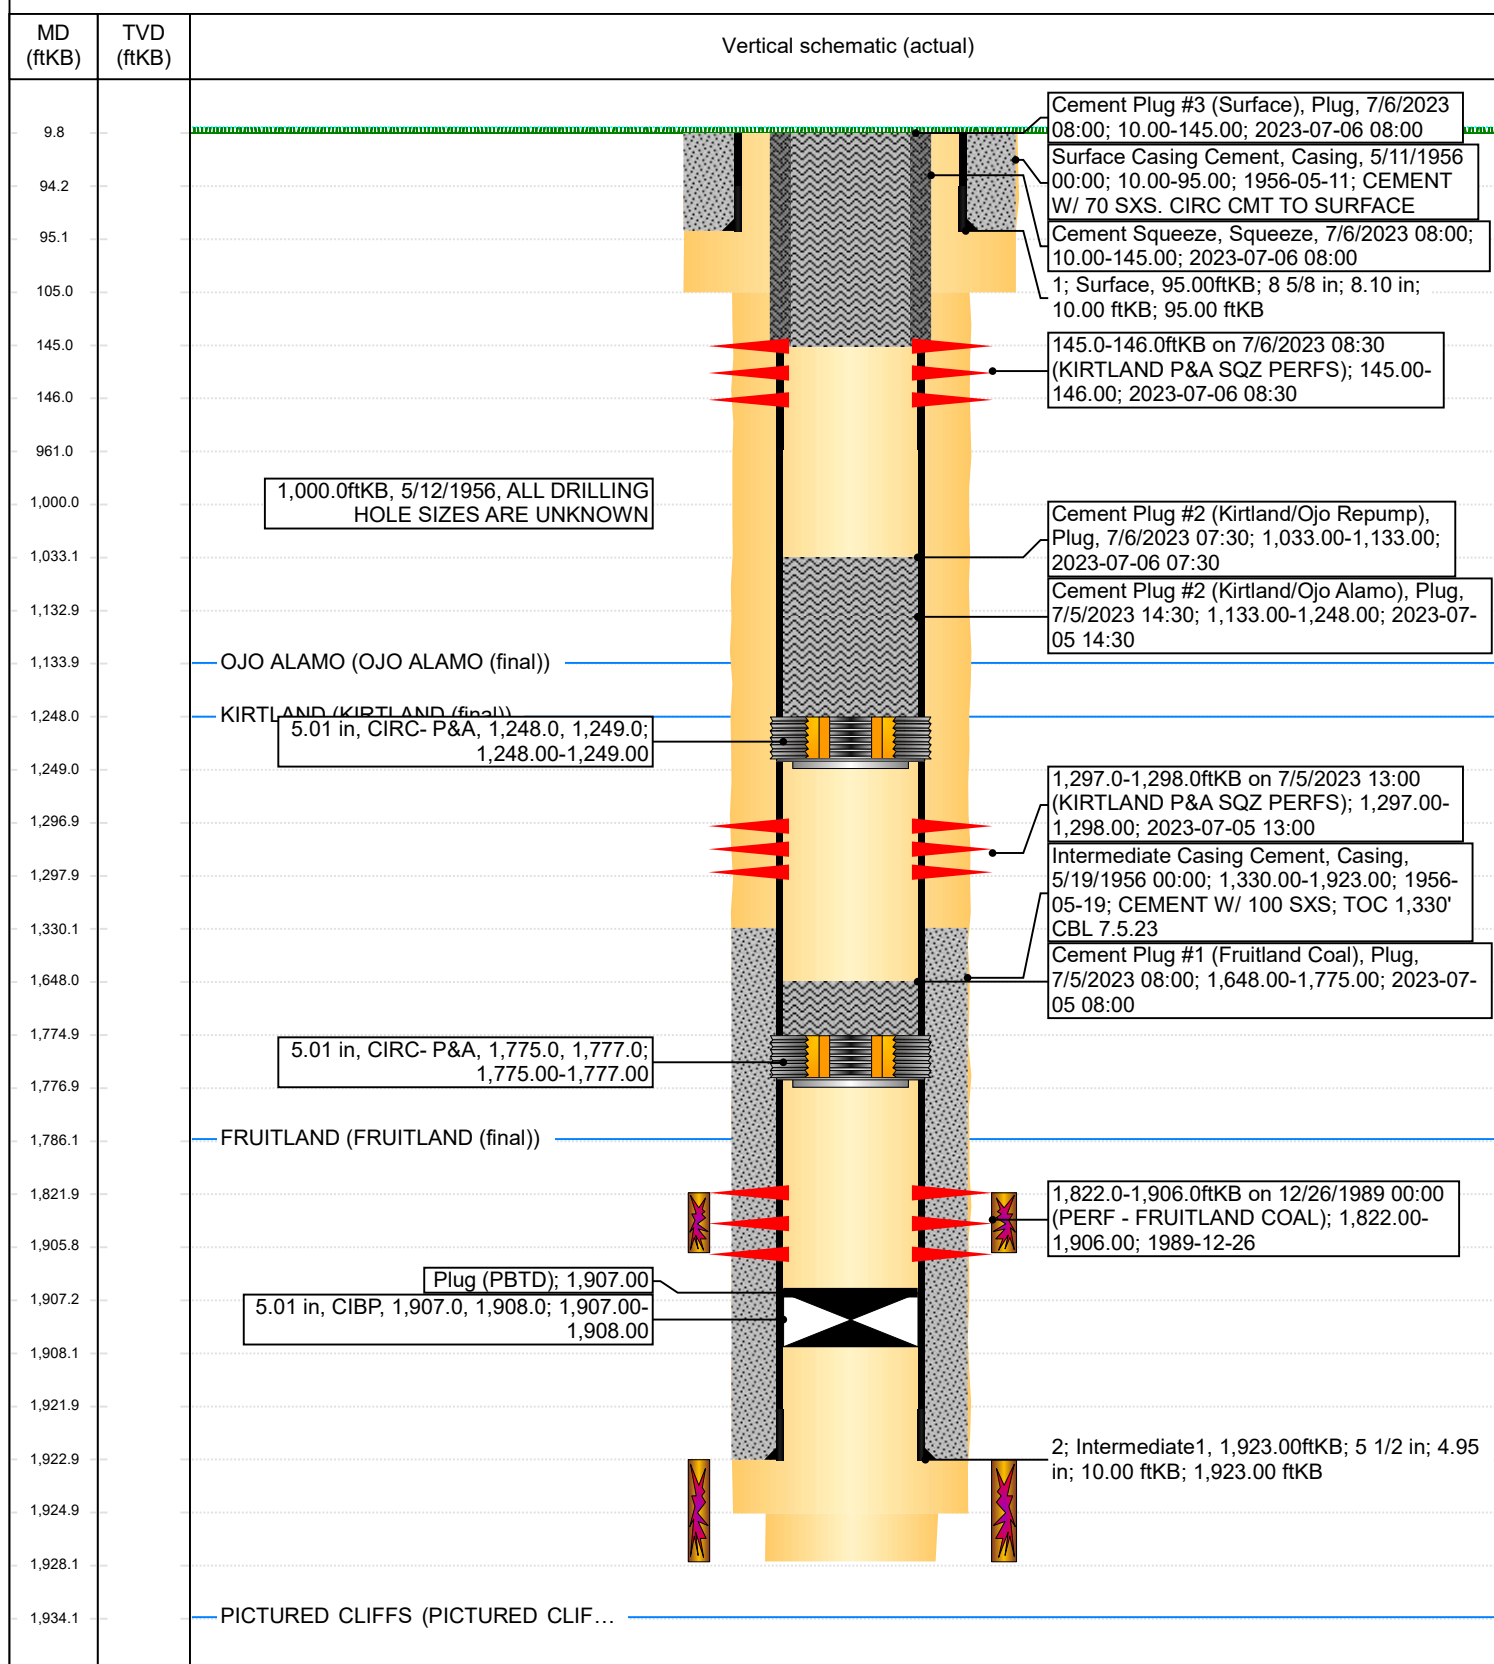 MD
(ftKB)
TVD
(ftKB)
Vertical schematic (actual)
9.8
94.2
95.1
105.0
145.0
146.0
961.0
1,000.0
1,033.1
1,132.9
1,133.9
1,248.0
1,249.0
1,296.9
1,297.9
1,330.1
1,648.0
1,774.9
1,776.9
1,786.1
1,821.9
1,905.8
1,907.2
1,908.1
1,921.9
1,922.9
1,924.9
1,928.1
1,934.1
1,000.0ftKB, 5/12/1956, ALL DRILLING
HOLE SIZES ARE UNKNOWN
OJO ALAMO (OJO ALAMO (final))
KIRTLAND (KIRTLAND (final))
5.01 in, CIRC- P&A, 1,248.0, 1,249.0;
1,248.00-1,249.00
5.01 in, CIRC- P&A, 1,775.0, 1,777.0;
1,775.00-1,777.00
FRUITLAND (FRUITLAND (final))
Plug (PBTD); 1,907.00
5.01 in, CIBP, 1,907.0, 1,908.0; 1,907.00-
1,908.00
PICTURED CLIFFS (PICTURED CLIF...
Cement Plug #3 (Surface), Plug, 7/6/2023
08:00; 10.00-145.00; 2023-07-06 08:00
Surface Casing Cement, Casing, 5/11/1956
00:00; 10.00-95.00; 1956-05-11; CEMENT
W/ 70 SXS. CIRC CMT TO SURFACE
Cement Squeeze, Squeeze, 7/6/2023 08:00;
10.00-145.00; 2023-07-06 08:00
1; Surface, 95.00ftKB; 8 5/8 in; 8.10 in;
10.00 ftKB; 95.00 ftKB
145.0-146.0ftKB on 7/6/2023 08:30
(KIRTLAND P&A SQZ PERFS); 145.00-
146.00; 2023-07-06 08:30
Cement Plug #2 (Kirtland/Ojo Repump),
Plug, 7/6/2023 07:30; 1,033.00-1,133.00;
2023-07-06 07:30
Cement Plug #2 (Kirtland/Ojo Alamo), Plug,
7/5/2023 14:30; 1,133.00-1,248.00; 2023-07-
05 14:30
1,297.0-1,298.0ftKB on 7/5/2023 13:00
(KIRTLAND P&A SQZ PERFS); 1,297.00-
1,298.00; 2023-07-05 13:00
Intermediate Casing Cement, Casing,
5/19/1956 00:00; 1,330.00-1,923.00; 1956-
05-19; CEMENT W/ 100 SXS; TOC 1,330'
CBL 7.5.23
Cement Plug #1 (Fruitland Coal), Plug,
7/5/2023 08:00; 1,648.00-1,775.00; 2023-07-
05 08:00
1,822.0-1,906.0ftKB on 12/26/1989 00:00
(PERF - FRUITLAND COAL); 1,822.00-
1,906.00; 1989-12-26
2; Intermediate1, 1,923.00ftKB; 5 1/2 in; 4.95
in; 10.00 ftKB; 1,923.00 ftKB